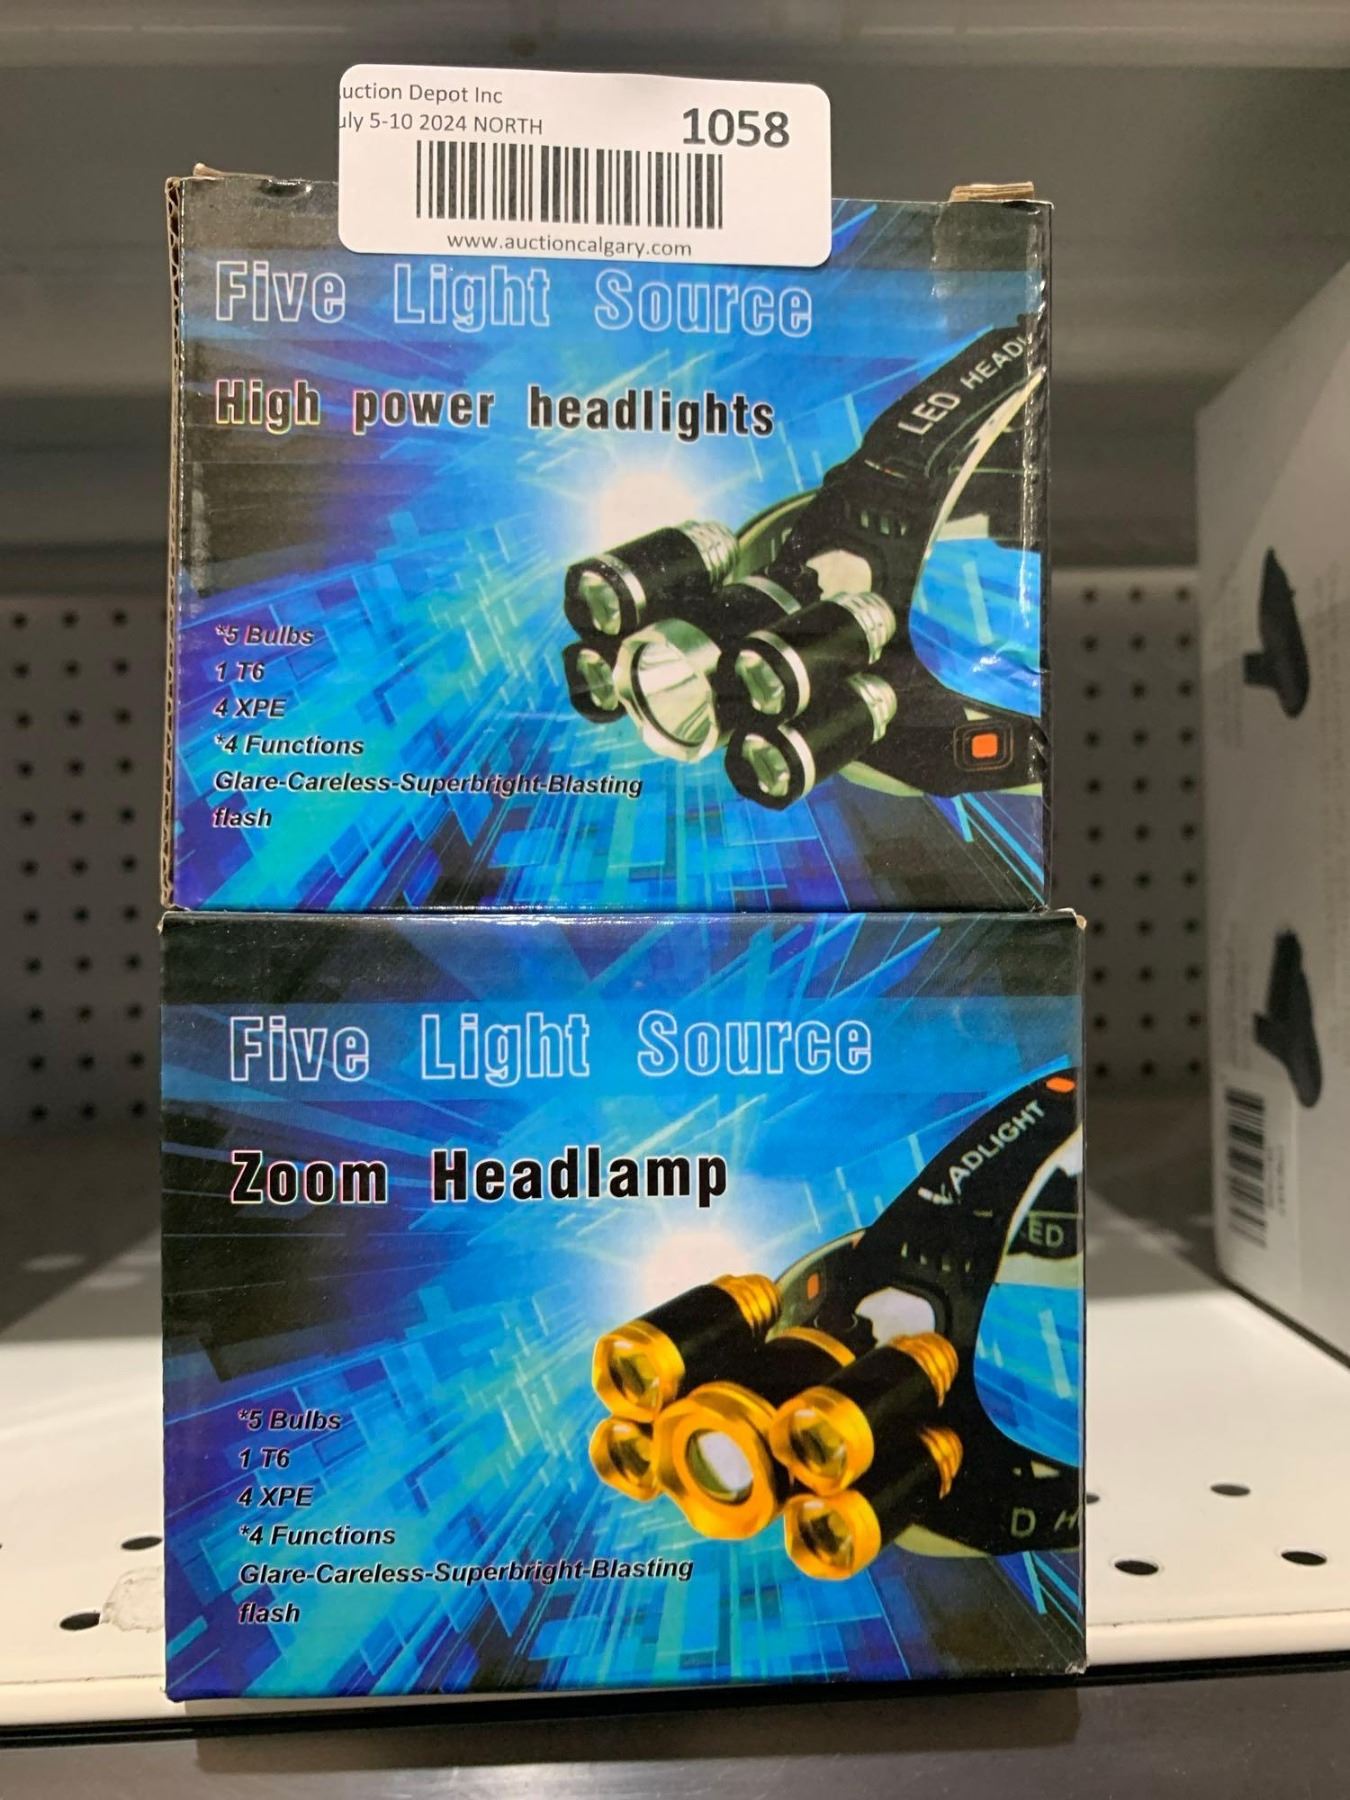 uction Depot Inc
uly 5-10 2024 NORTH
1058
www.auctioncalgary.com
Five Light Source
High power headlights
LED HEADL
*5 Bulbs
1 T6
4 XPE
*4 Functions
Glare-Careless-Superbright-Blasting
flash
Five Light Source
Zoom Headlamp
ADLIGHT
ED
*5 Bulbs
1 T6
4 XPE
*4 Functions
Glare-Careless-Superbright-Blasting
flash
D H